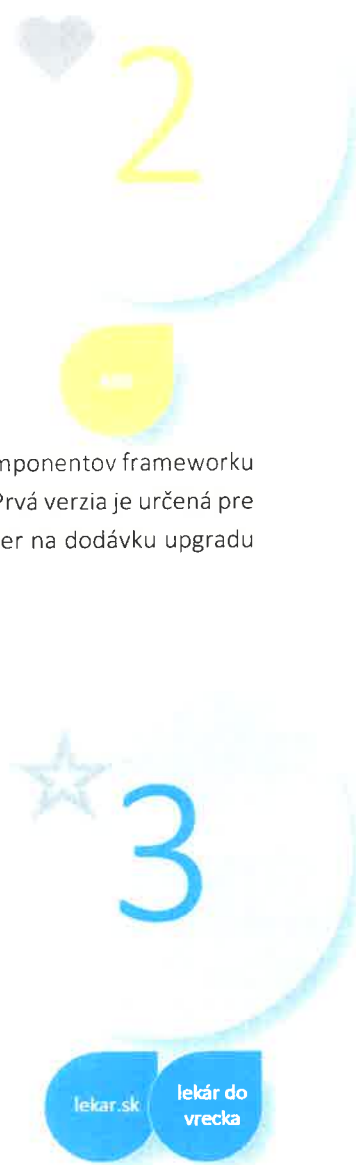 2
mponentov frameworku
Prvá verzia je určená pre
er na dodávku upgradu
3
lekar.sk
lekár do
vrecka